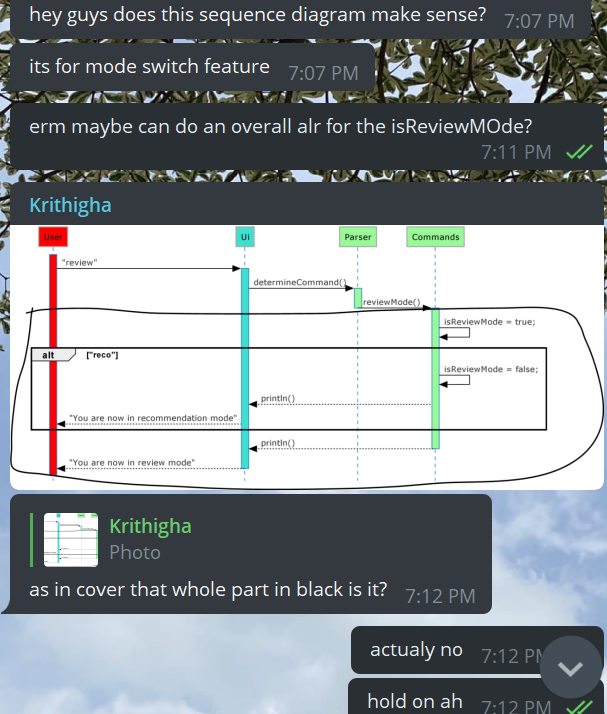 hey guys does this sequence diagram make sense? 7:07 PM
its for mode switch feature 7:07 PM
erm maybe can do an overall alr for the isReviewMOde?
7:11 PM
Krithigha
User Ui Parser Commands
"review"
determineCommand()
reviewMode()
isReviewMode = true;
alt ["reco"]
isReviewMode = false;
println()
"You are now in recommendation mode"
println()
"You are now in review mode"
Krithigha
Photo
as in cover that whole part in black is it? 7:12 PM
actualy no 7:12 PM
hold on ah 7:12 PM